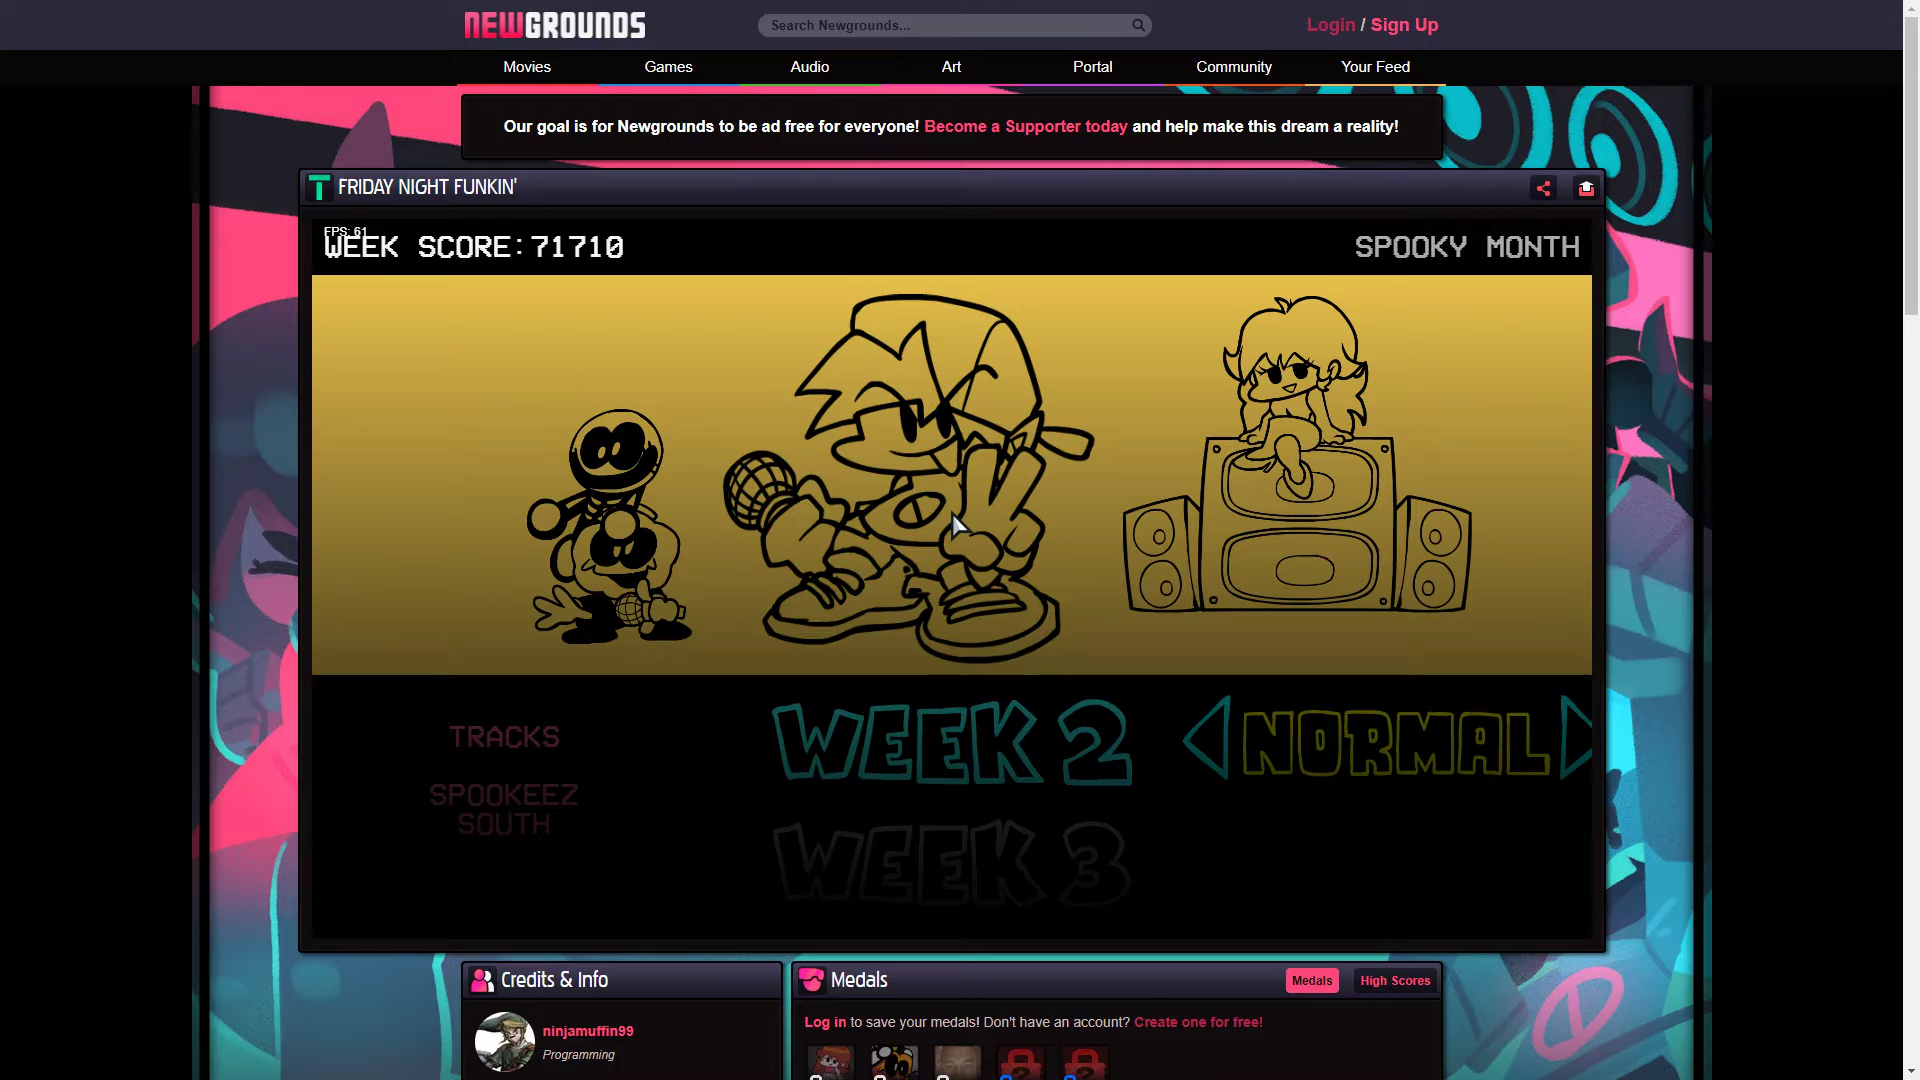 NEWGROUNDS
Search Newgrounds...
Login / Sign Up
Movies
Games
Audio
Art
Portal
Community
Your Feed
Our goal is for Newgrounds to be ad free for everyone! Become a Supporter today and help make this dream a reality!
T FRIDAY NIGHT FUNKIN'
FPS: 61
WEEK SCORE:71710
SPOOKY MONTH
TRACKS
SPOOKEEZ
SOUTH
WEEK 2
NORMAL
WEEK 3
Credits & Info
ninjamuffin99
Programming
Medals
Medals
High Scores
Log in to save your medals! Don't have an account? Create one for free!